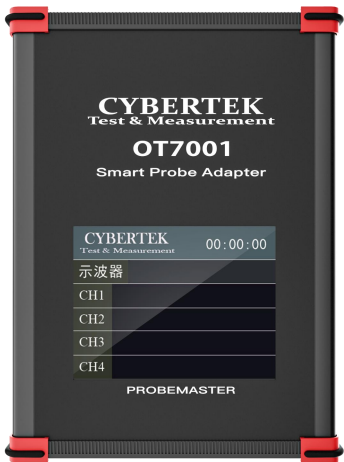 CYBERTEK
Test & Measurement
OT7001
Smart Probe Adapter
CYBERTEK
Test & Measurement
00:00:00
示波器
CH1
CH2
CH3
CH4
PROBEMASTER